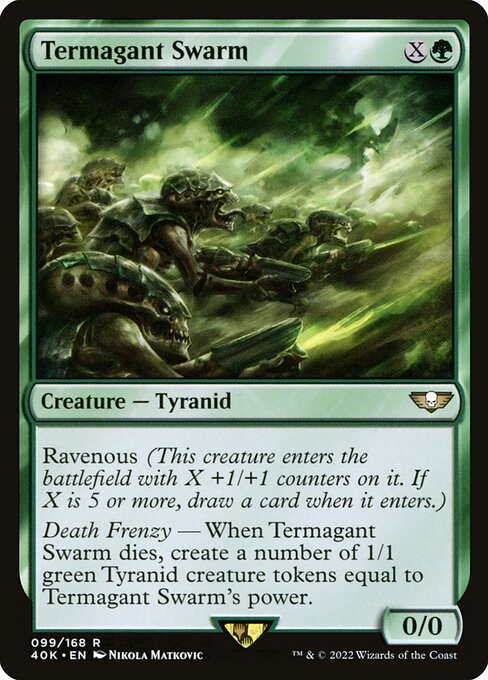 Termagant Swarm X
Creature — Tyranid
Ravenous (This creature enters the
battlefield with X +1/+1 counters on it. If
X is 5 or more, draw a card when it enters.)
Death Frenzy — When Termagant
Swarm dies, create a number of 1/1
green Tyranid creature tokens equal to
Termagant Swarm's power.
0/0
099/168 R
40K • EN Nikola Matkovic
™ & © 2022 Wizards of the Coast